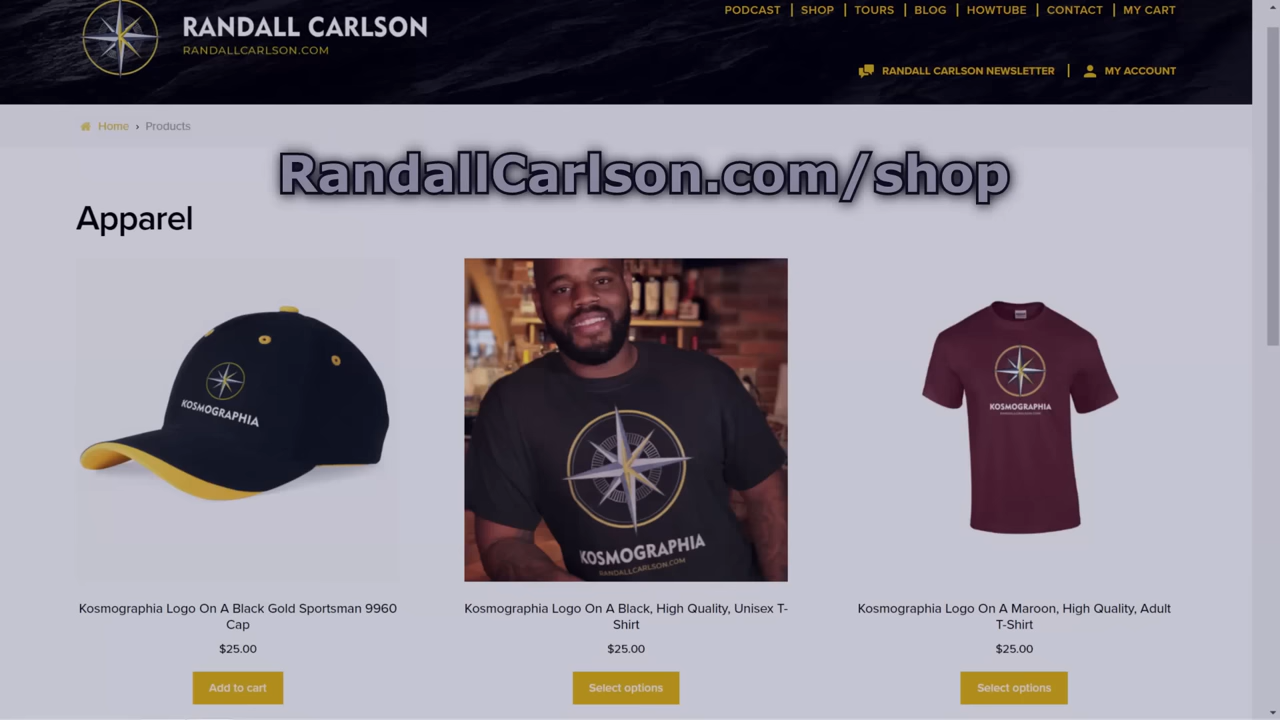 RANDALL CARLSON
RANDALLCARLSON.COM
PODCAST | SHOP | TOURS | BLOG | HOWTUBE | CONTACT | MY CART
RANDALL CARLSON NEWSLETTER | MY ACCOUNT
Home › Products
RandallCarlson.com/shop
Apparel
KOSMOGRAPHIA
KOSMOGRAPHIA
RANDALLCARLSON.COM
KOSMOGRAPHIA
Kosmographia Logo On A Black Gold Sportsman 9960
Cap
$25.00
Add to cart
Kosmographia Logo On A Black, High Quality, Unisex T-
Shirt
$25.00
Select options
Kosmographia Logo On A Maroon, High Quality, Adult
T-Shirt
$25.00
Select options